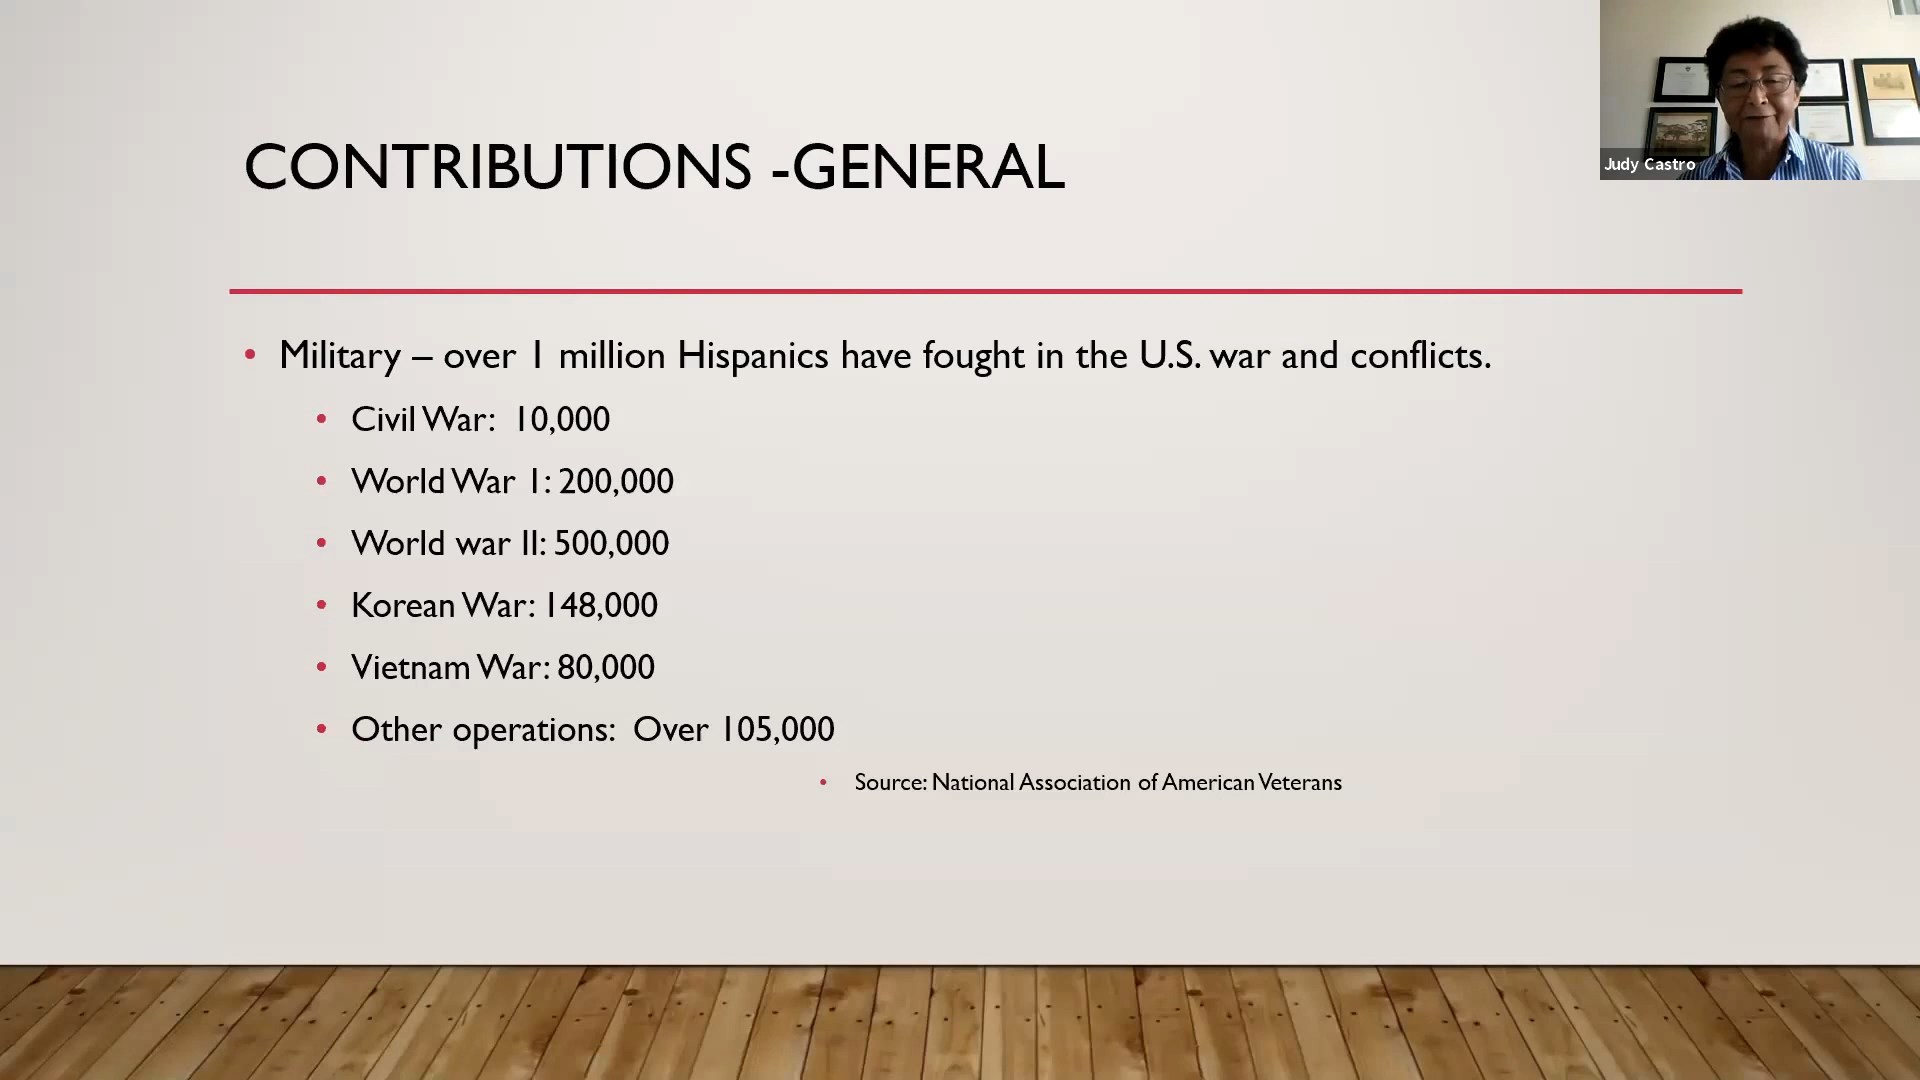 CONTRIBUTIONS -GENERAL
Judy Castro
• Military – over 1 million Hispanics have fought in the U.S. war and conflicts.
• Civil War: 10,000
• World War 1: 200,000
• World war II: 500,000
• Korean War: 148,000
• Vietnam War: 80,000
• Other operations: Over 105,000
• Source: National Association of American Veterans